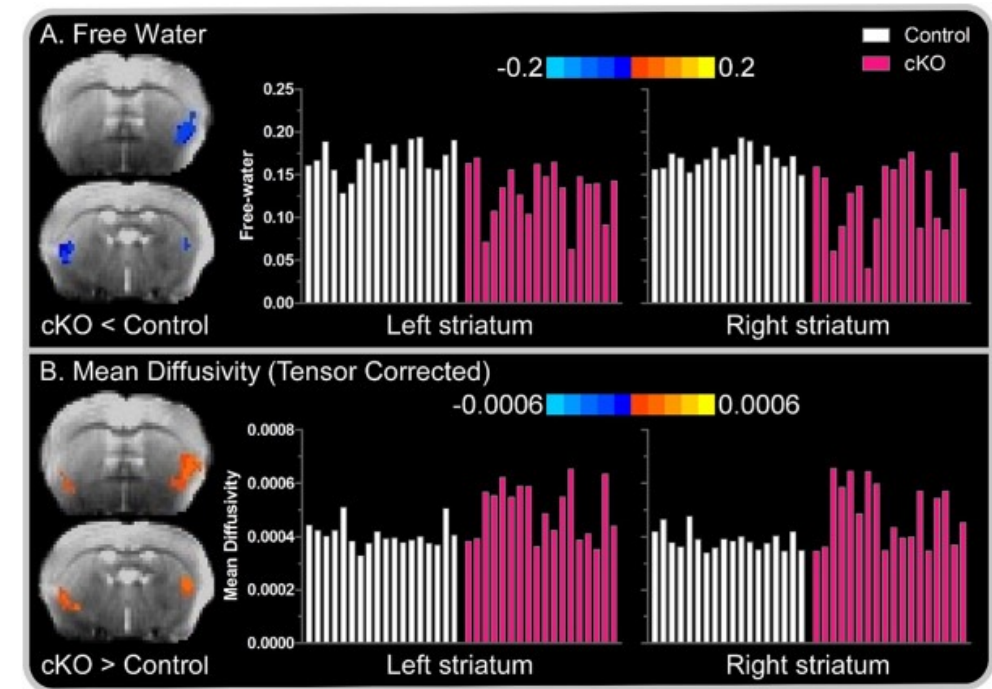 A. Free Water
Control
cKO
-0.2 0.2
0.25
0.20
0.15
0.10
0.05
0.00
Free-water
cKO < Control
Left striatum
Right striatum
B. Mean Diffusivity (Tensor Corrected)
-0.0006 0.0006
0.0008
0.0006
0.0004
0.0002
0.0000
Mean Diffusivity
cKO > Control
Left striatum
Right striatum